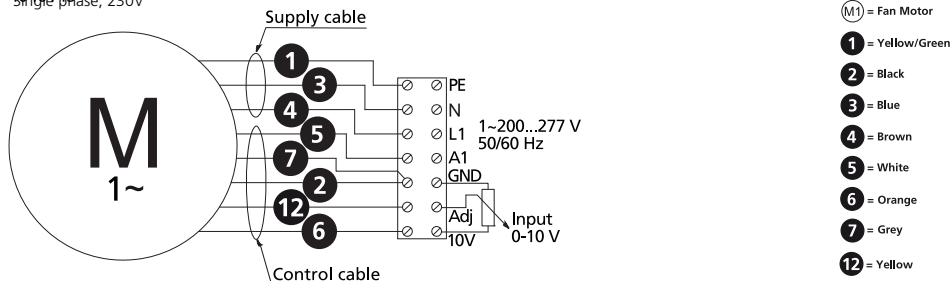 Single phase, 230V
Supply cable
M
1~
1
3
4
5
7
2
12
6
PE
N
L1
A1
GND
Adj
10V
1~200...277 V
50/60 Hz
Input
0-10 V
Control cable
M1 = Fan Motor
1 = Yellow/Green
2 = Black
3 = Blue
4 = Brown
5 = White
6 = Orange
7 = Grey
12 = Yellow